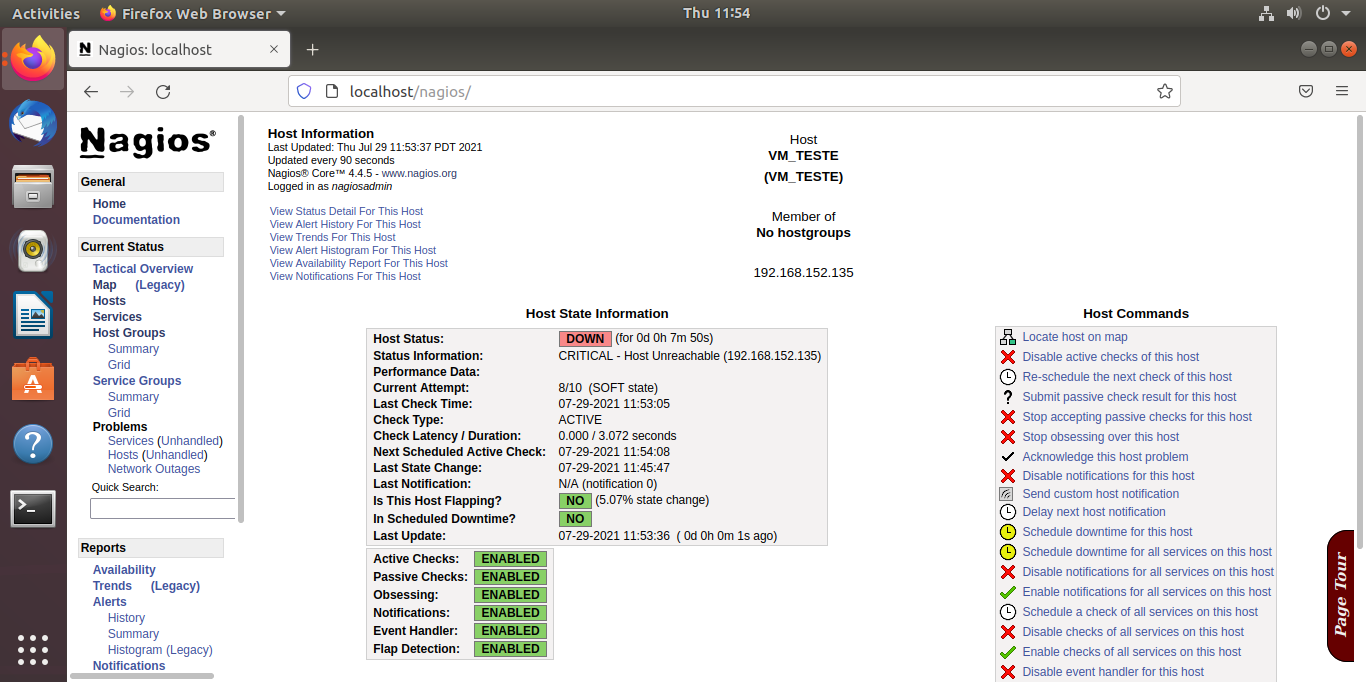 Activities Firefox Web Browser Thu 11:54
Nagios: localhost
localhost/nagios/
Nagios®
General
Home
Documentation
Current Status
Tactical Overview
Map (Legacy)
Hosts
Services
Host Groups
Summary
Grid
Service Groups
Summary
Grid
Problems
Services (Unhandled)
Hosts (Unhandled)
Network Outages
Quick Search:
Reports
Availability
Trends (Legacy)
Alerts
History
Summary
Histogram (Legacy)
Notifications
Host Information
Last Updated: Thu Jul 29 11:53:37 PDT 2021
Updated every 90 seconds
Nagios® Core™ 4.4.5 - www.nagios.org
Logged in as nagiosadmin
View Status Detail For This Host
View Alert History For This Host
View Trends For This Host
View Alert Histogram For This Host
View Availability Report For This Host
View Notifications For This Host
Host
VM_TESTE
(VM_TESTE)
Member of
No hostgroups
192.168.152.135
Host State Information
Host Status: DOWN (for 0d 0h 7m 50s)
Status Information: CRITICAL - Host Unreachable (192.168.152.135)
Performance Data:
Current Attempt: 8/10 (SOFT state)
Last Check Time: 07-29-2021 11:53:05
Check Type: ACTIVE
Check Latency / Duration: 0.000 / 3.072 seconds
Next Scheduled Active Check: 07-29-2021 11:54:08
Last State Change: 07-29-2021 11:45:47
Last Notification: N/A (notification 0)
Is This Host Flapping? NO (5.07% state change)
In Scheduled Downtime? NO
Last Update: 07-29-2021 11:53:36 ( 0d 0h 0m 1s ago)
Active Checks: ENABLED
Passive Checks: ENABLED
Obsessing: ENABLED
Notifications: ENABLED
Event Handler: ENABLED
Flap Detection: ENABLED
Host Commands
Locate host on map
Disable active checks of this host
Re-schedule the next check of this host
Submit passive check result for this host
Stop accepting passive checks for this host
Stop obsessing over this host
Acknowledge this host problem
Disable notifications for this host
Send custom host notification
Delay next host notification
Schedule downtime for this host
Schedule downtime for all services on this host
Disable notifications for all services on this host
Enable notifications for all services on this host
Schedule a check of all services on this host
Disable checks of all services on this host
Enable checks of all services on this host
Disable event handler for this host
Page Tour